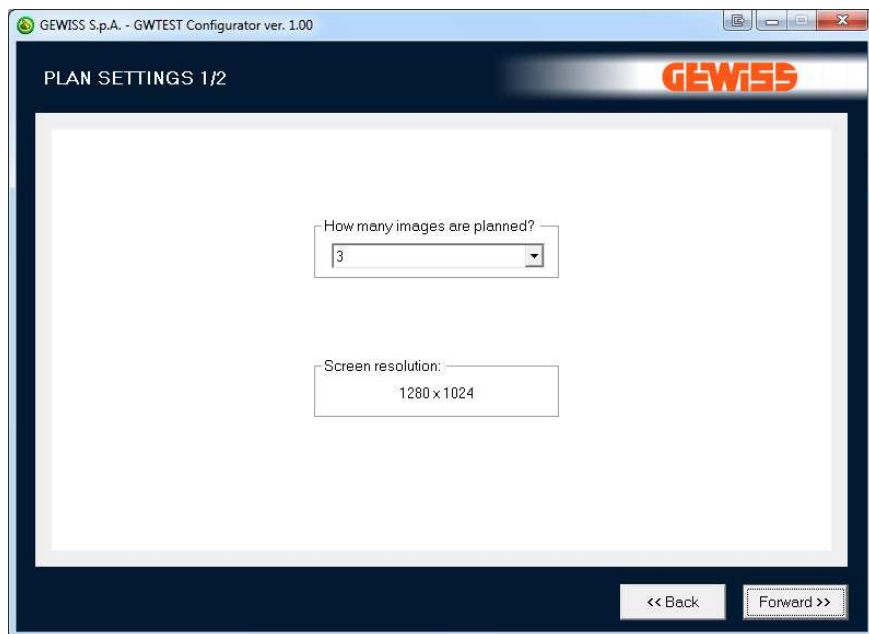 GEWISS S.p.A. - GWTEST Configurator ver. 1.00
PLAN SETTINGS 1/2
GEWISS
How many images are planned?
3
Screen resolution:
1280 x 1024
<< Back
Forward >>